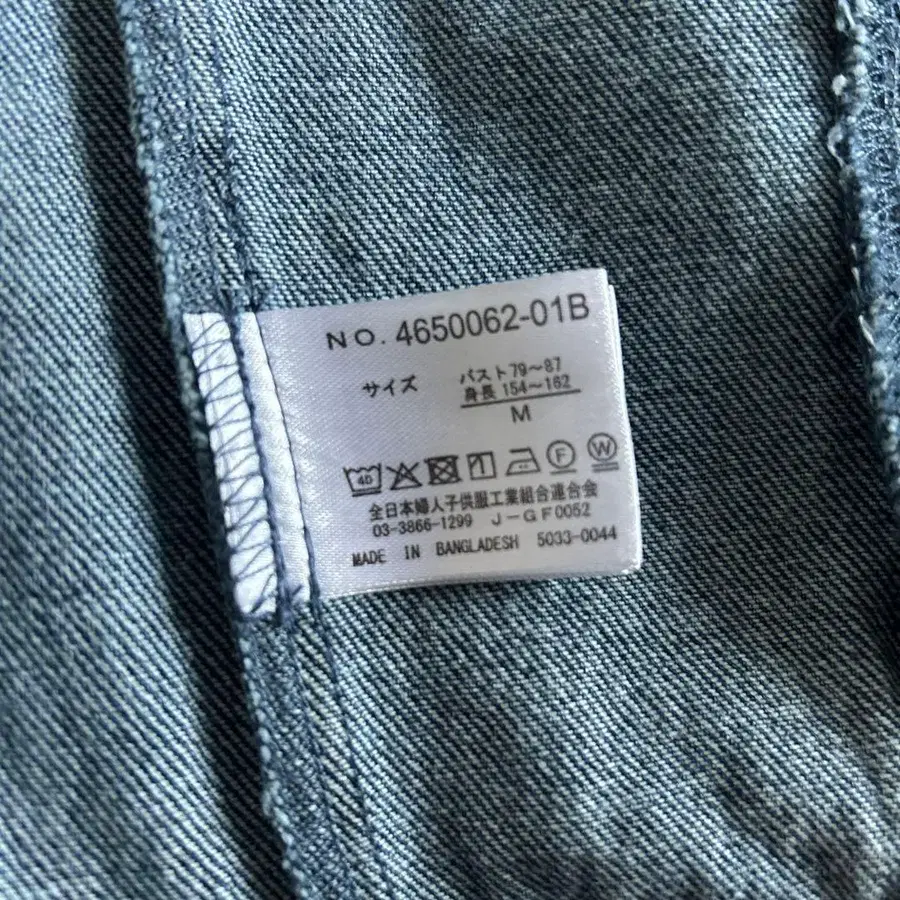 NO. 4650062-01B
サイズ バスト79～87
身長 154～162
M
40 F W
全日本婦人子供服工業組合連合会
03-3866-1299 J-GF0052
MADE IN BANGLADESH 5033-0044